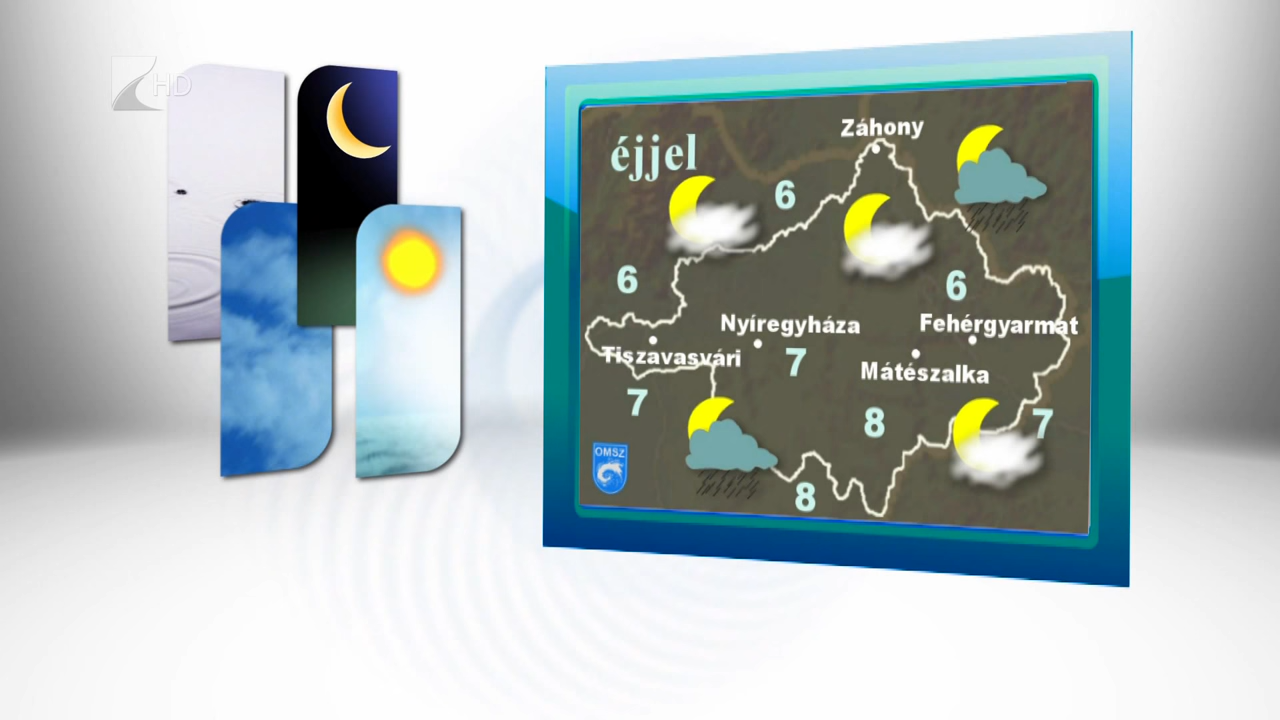 HD
éjjel
Záhony
6
6
6
Nyíregyháza
Fehérgyarmat
Tiszavasvári
7
Mátészalka
7
8
7
OMSZ
8